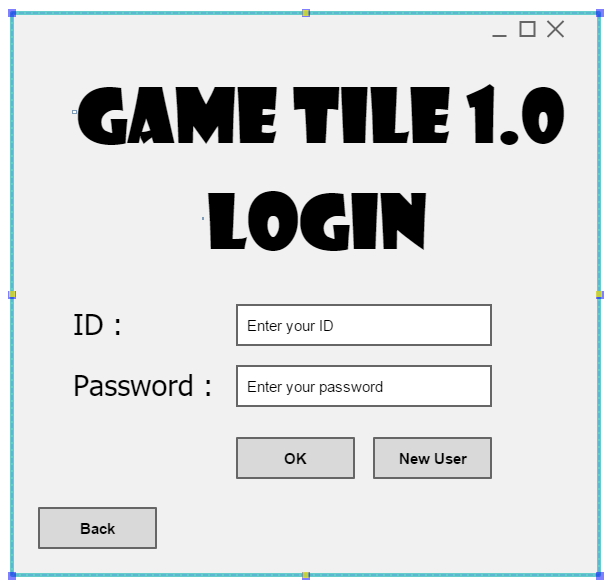 GAME TILE 1.0
LOGIN
ID :
Enter your ID
Password :
Enter your password
OK
New User
Back